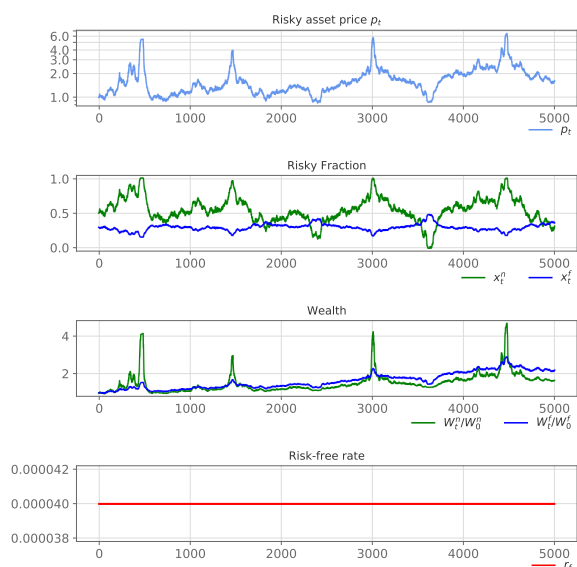 Risky asset price p_t
6.0
4.0
3.0
2.0
1.0
0 1000 2000 3000 4000 5000
p_t
Risky Fraction
1.0
0.5
0.0
0 1000 2000 3000 4000 5000
x_t^n x_t^f
Wealth
4
2
0 1000 2000 3000 4000 5000
W_t^n/W_0^n W_t^f/W_0^f
Risk-free rate
0.000042
0.000040
0.000038
0 1000 2000 3000 4000 5000
r_f